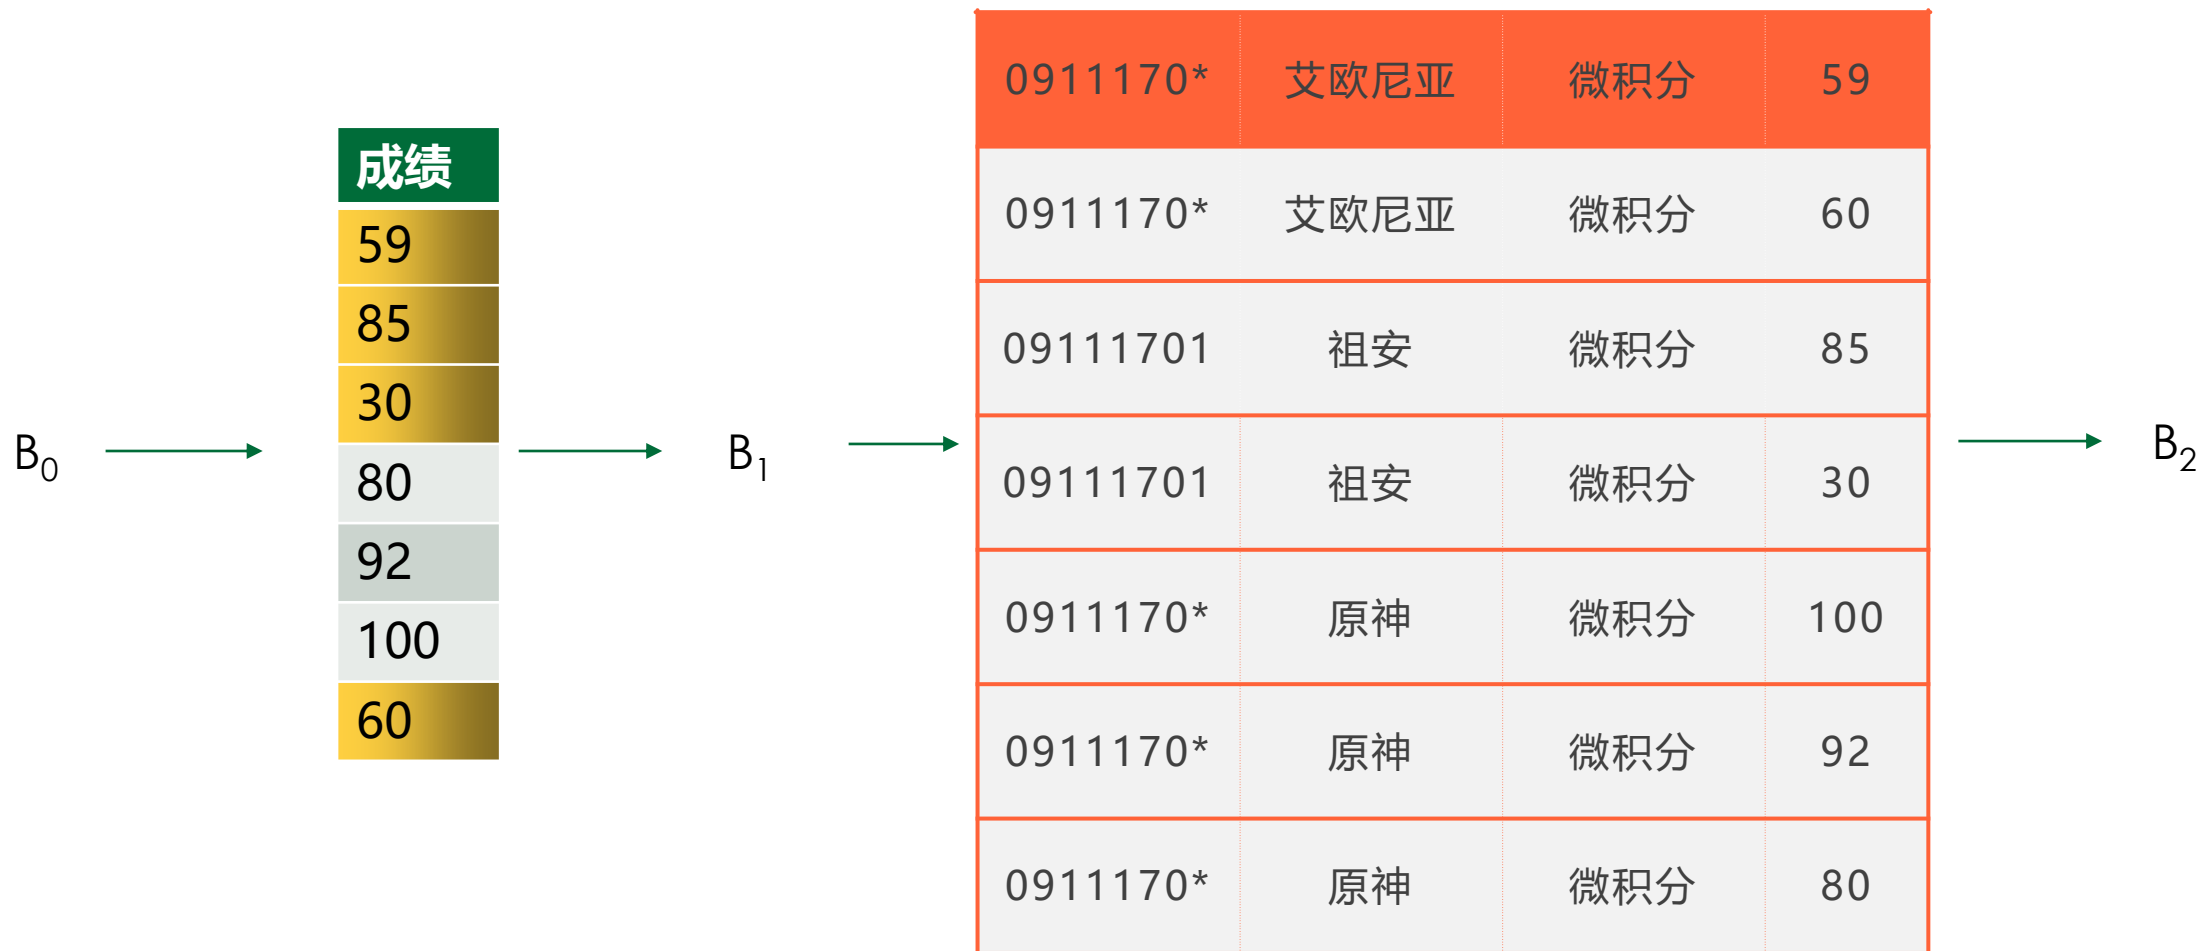 B0
成绩
59
85
30
80
92
100
60
B1
0911170* 艾欧尼亚 微积分 59
0911170* 艾欧尼亚 微积分 60
09111701 祖安 微积分 85
09111701 祖安 微积分 30
0911170* 原神 微积分 100
0911170* 原神 微积分 92
0911170* 原神 微积分 80
B2